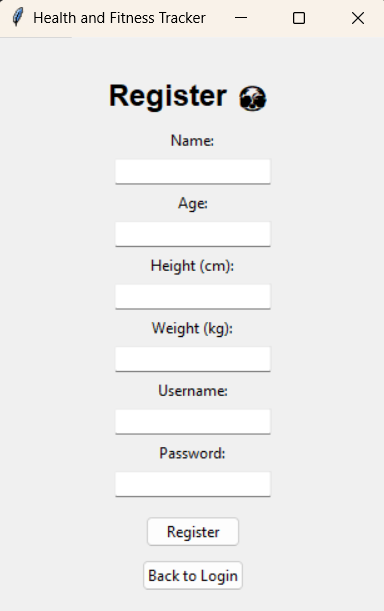 Health and Fitness Tracker
Register
Name:
Age:
Height (cm):
Weight (kg):
Username:
Password:
Register
Back to Login